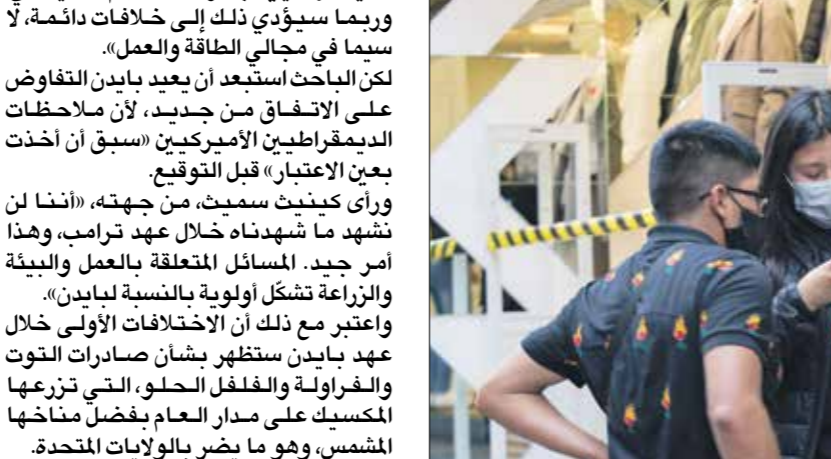 وربما سيؤدي ذلك إلى خلافات دائمة، لا
سيما في مجالي الطاقة والعمل».
لكن الباحث استبعد أن يعيد بايدن التفاوض
على الاتفاق من جديد، لأن ملاحظات
الديمقراطيين الأميركيين «سبق أن أخذت
بعين الاعتبار» قبل التوقيع.
ورأى كينيث سميث، من جهته، «أننا لن
نشهد ما شهدناه خلال عهد ترامب، وهذا
أمر جيد. المسائل المتعلقة بالعمل والبيئة
والزراعة تشكّل أولوية بالنسبة لبايدن».
واعتبر مع ذلك أن الاختلافات الأولى خلال
عهد بايدن ستظهر بشأن صادرات التوت
والفراولة والفلفل الحلو، التي تزرعها
المكسيك على مدار العام بفضل مناخها
المشمس، وهو ما يضر بالولايات المتحدة.